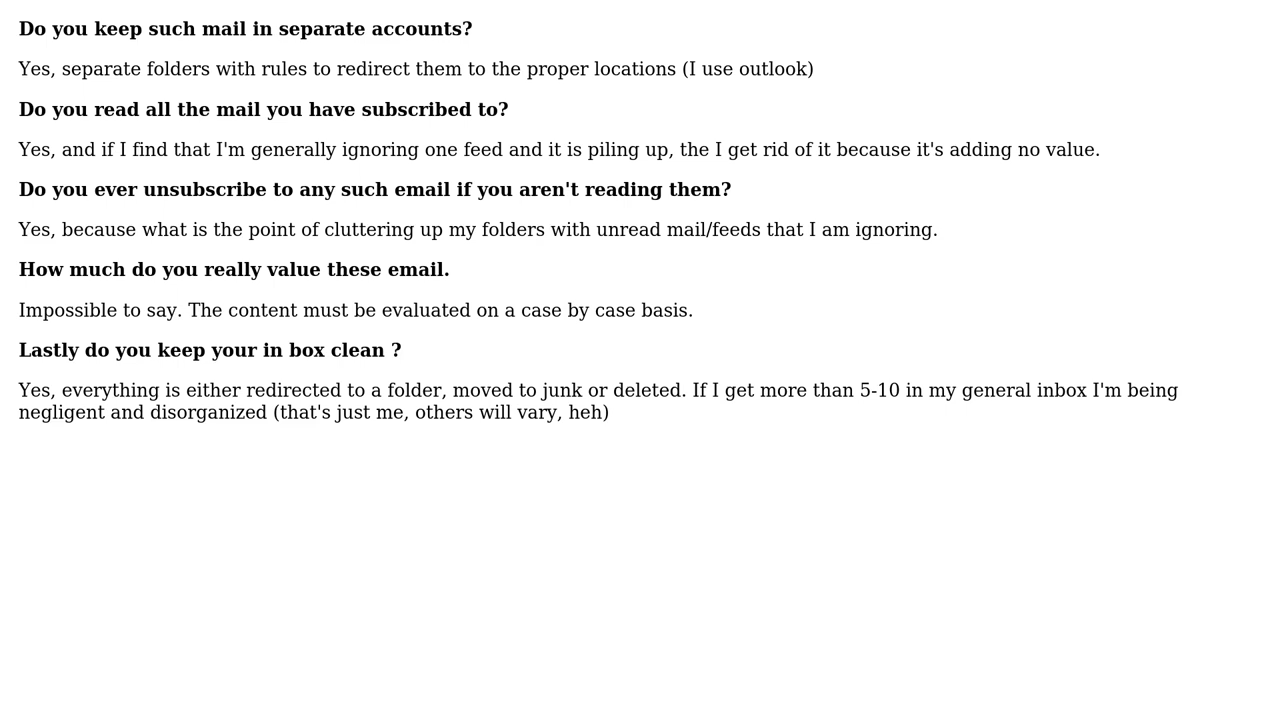 Do you keep such mail in separate accounts?
Yes, separate folders with rules to redirect them to the proper locations (I use outlook)
Do you read all the mail you have subscribed to?
Yes, and if I find that I'm generally ignoring one feed and it is piling up, the I get rid of it because it's adding no value.
Do you ever unsubscribe to any such email if you aren't reading them?
Yes, because what is the point of cluttering up my folders with unread mail/feeds that I am ignoring.
How much do you really value these email.
Impossible to say. The content must be evaluated on a case by case basis.
Lastly do you keep your in box clean ?
Yes, everything is either redirected to a folder, moved to junk or deleted. If I get more than 5-10 in my general inbox I'm being
negligent and disorganized (that's just me, others will vary, heh)